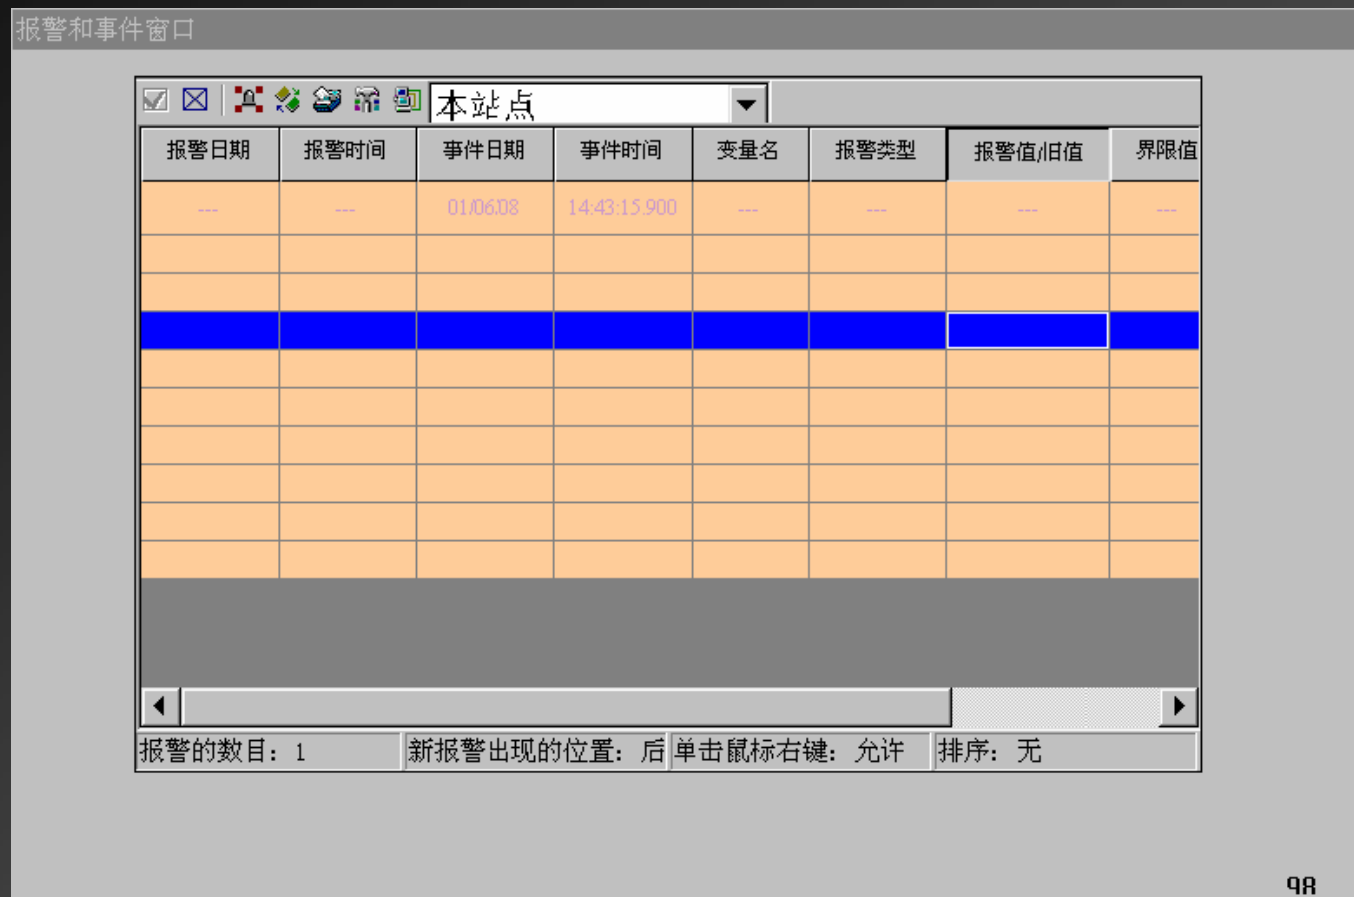 报警和事件窗口
本站点
报警日期 报警时间 事件日期 事件时间 变量名 报警类型 报警值/旧值 界限值
--- --- 01/06/08 14:43:15.900 --- --- --- ---
报警的数目：1 新报警出现的位置：后 单击鼠标右键：允许 排序：无
98